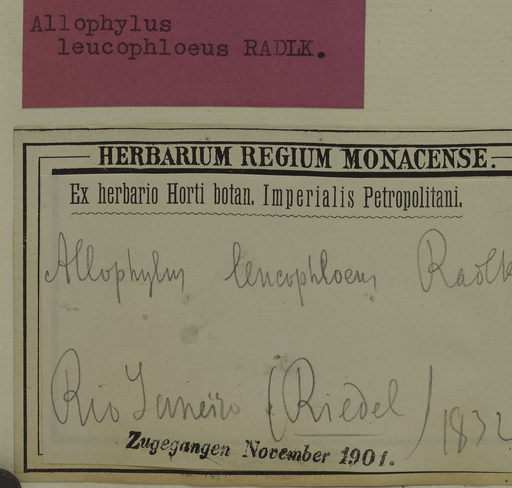 Allophylus
leucophloeus RADLK.
HERBARIUM REGIUM MONACENSE.
Ex herbario Horti botan. Imperialis Petropolitani.
Allophylus leucophloeus Radlk
Rio Janeiro (Riedel) 1832
Zugegangen November 1901.